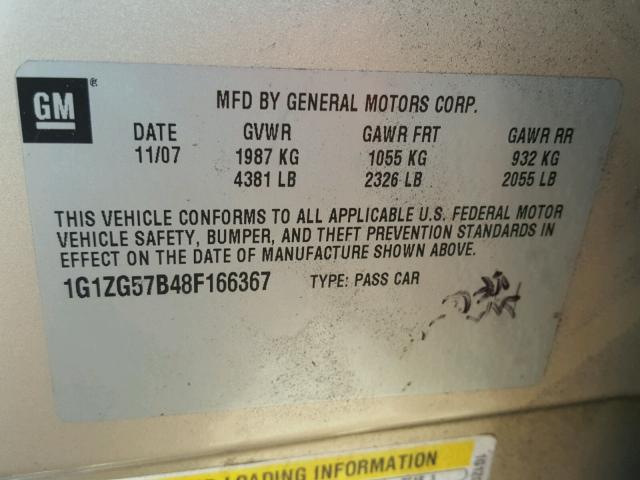 GM®
MFD BY GENERAL MOTORS CORP.
DATE GVWR GAWR FRT GAWR RR
11/07 1987 KG 1055 KG 932 KG
4381 LB 2326 LB 2055 LB
THIS VEHICLE CONFORMS TO ALL APPLICABLE U.S. FEDERAL MOTOR
VEHICLE SAFETY, BUMPER, AND THEFT PREVENTION STANDARDS IN
EFFECT ON THE DATE OF MANUFACTURE SHOWN ABOVE.
1G1ZG57B48F166367 TYPE: PASS CAR
LOADING INFORMATION